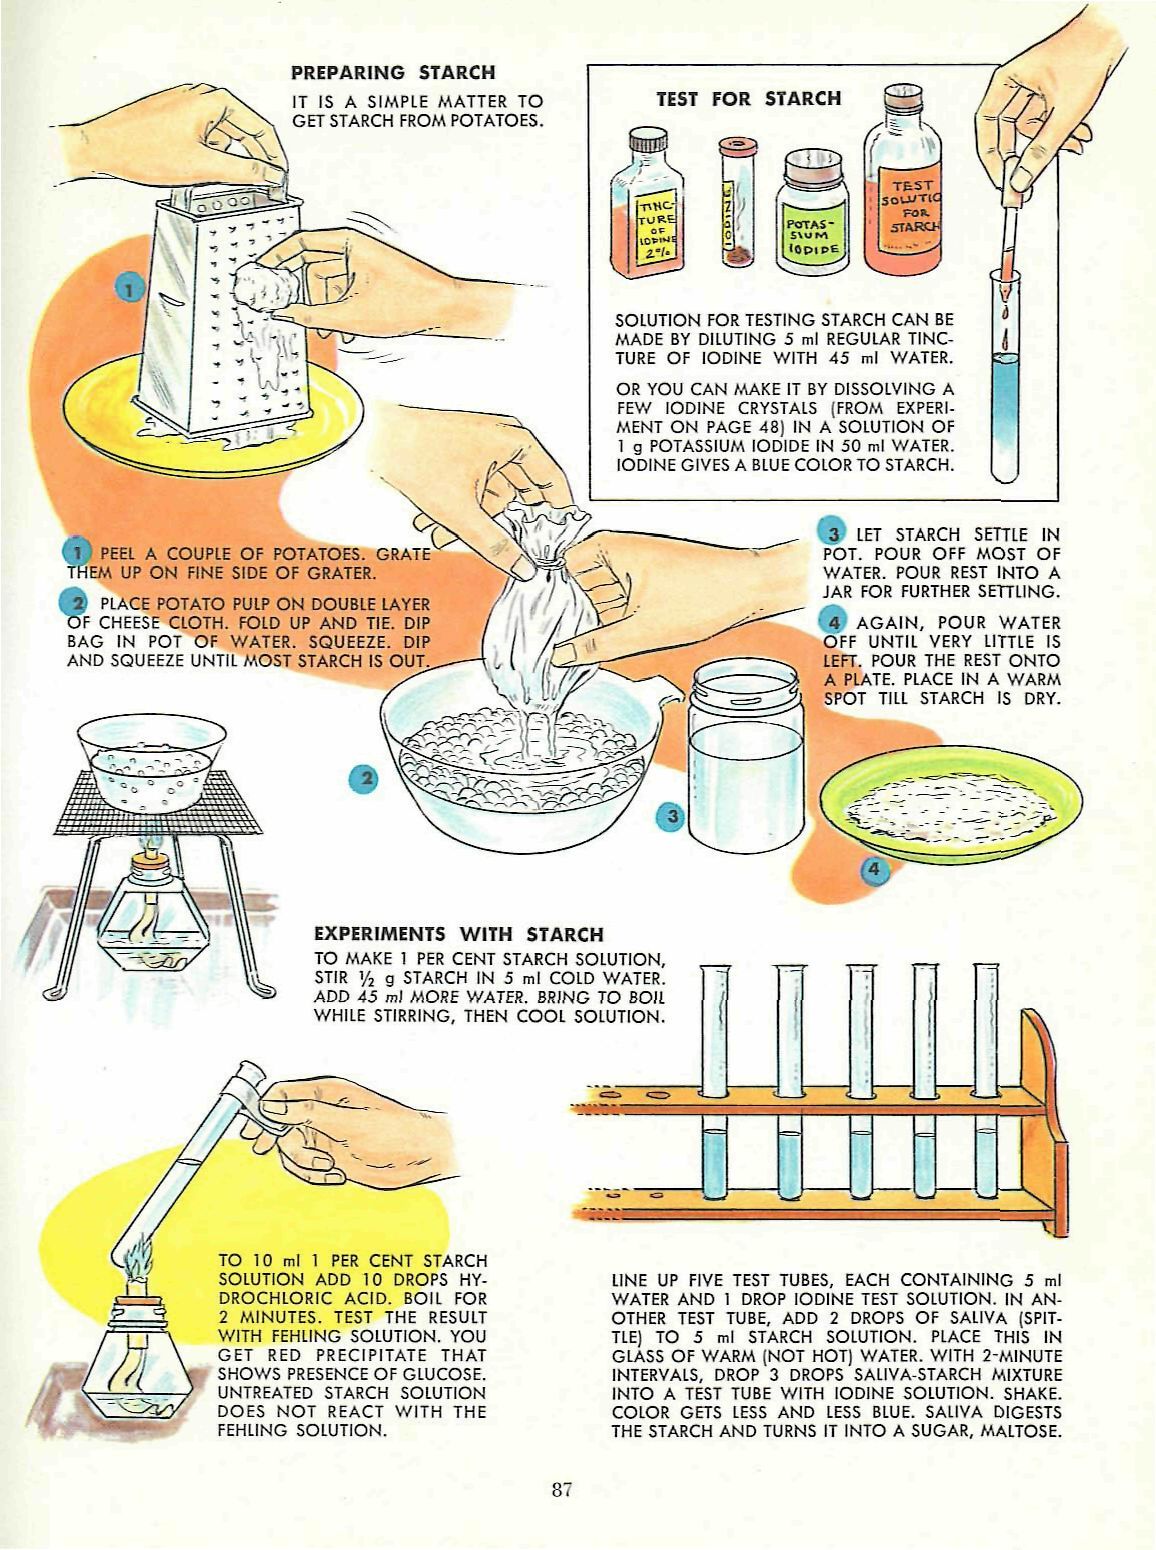 PREPARING STARCH
IT IS A SIMPLE MATTER TO
GET STARCH FROM POTATOES.
TEST FOR STARCH
TINC-
TURE
OF
IODINE
2%
IODINE
POTAS-
SIUM
IODIDE
TEST
SOLUTIO
FOR
STARCH
SOLUTION FOR TESTING STARCH CAN BE
MADE BY DILUTING 5 ml REGULAR TINC-
TURE OF IODINE WITH 45 ml WATER.
OR YOU CAN MAKE IT BY DISSOLVING A
FEW IODINE CRYSTALS (FROM EXPERI-
MENT ON PAGE 48) IN A SOLUTION OF
1 g POTASSIUM IODIDE IN 50 ml WATER.
IODINE GIVES A BLUE COLOR TO STARCH.
1
1 PEEL A COUPLE OF POTATOES. GRATE
THEM UP ON FINE SIDE OF GRATER.
2 PLACE POTATO PULP ON DOUBLE LAYER
OF CHEESE CLOTH. FOLD UP AND TIE. DIP
BAG IN POT OF WATER. SQUEEZE. DIP
AND SQUEEZE UNTIL MOST STARCH IS OUT.
3 LET STARCH SETTLE IN
POT. POUR OFF MOST OF
WATER. POUR REST INTO A
JAR FOR FURTHER SETTLING.
4 AGAIN, POUR WATER
OFF UNTIL VERY LITTLE IS
LEFT. POUR THE REST ONTO
A PLATE. PLACE IN A WARM
SPOT TILL STARCH IS DRY.
2
3
4
EXPERIMENTS WITH STARCH
TO MAKE 1 PER CENT STARCH SOLUTION,
STIR ½ g STARCH IN 5 ml COLD WATER.
ADD 45 ml MORE WATER. BRING TO BOIL
WHILE STIRRING, THEN COOL SOLUTION.
TO 10 ml 1 PER CENT STARCH
SOLUTION ADD 10 DROPS HY-
DROCHLORIC ACID. BOIL FOR
2 MINUTES. TEST THE RESULT
WITH FEHLING SOLUTION. YOU
GET RED PRECIPITATE THAT
SHOWS PRESENCE OF GLUCOSE.
UNTREATED STARCH SOLUTION
DOES NOT REACT WITH THE
FEHLING SOLUTION.
LINE UP FIVE TEST TUBES, EACH CONTAINING 5 ml
WATER AND 1 DROP IODINE TEST SOLUTION. IN AN-
OTHER TEST TUBE, ADD 2 DROPS OF SALIVA (SPIT-
TLE) TO 5 ml STARCH SOLUTION. PLACE THIS IN
GLASS OF WARM (NOT HOT) WATER. WITH 2-MINUTE
INTERVALS, DROP 3 DROPS SALIVA-STARCH MIXTURE
INTO A TEST TUBE WITH IODINE SOLUTION. SHAKE.
COLOR GETS LESS AND LESS BLUE. SALIVA DIGESTS
THE STARCH AND TURNS IT INTO A SUGAR, MALTOSE.
87